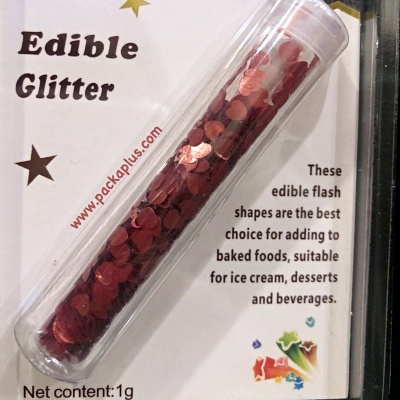 Edible
Glitter
www.packaplus.com
These
edible flash
shapes are the best
choice for adding to
baked foods, suitable
for ice cream, desserts
and beverages.
Net content:1g